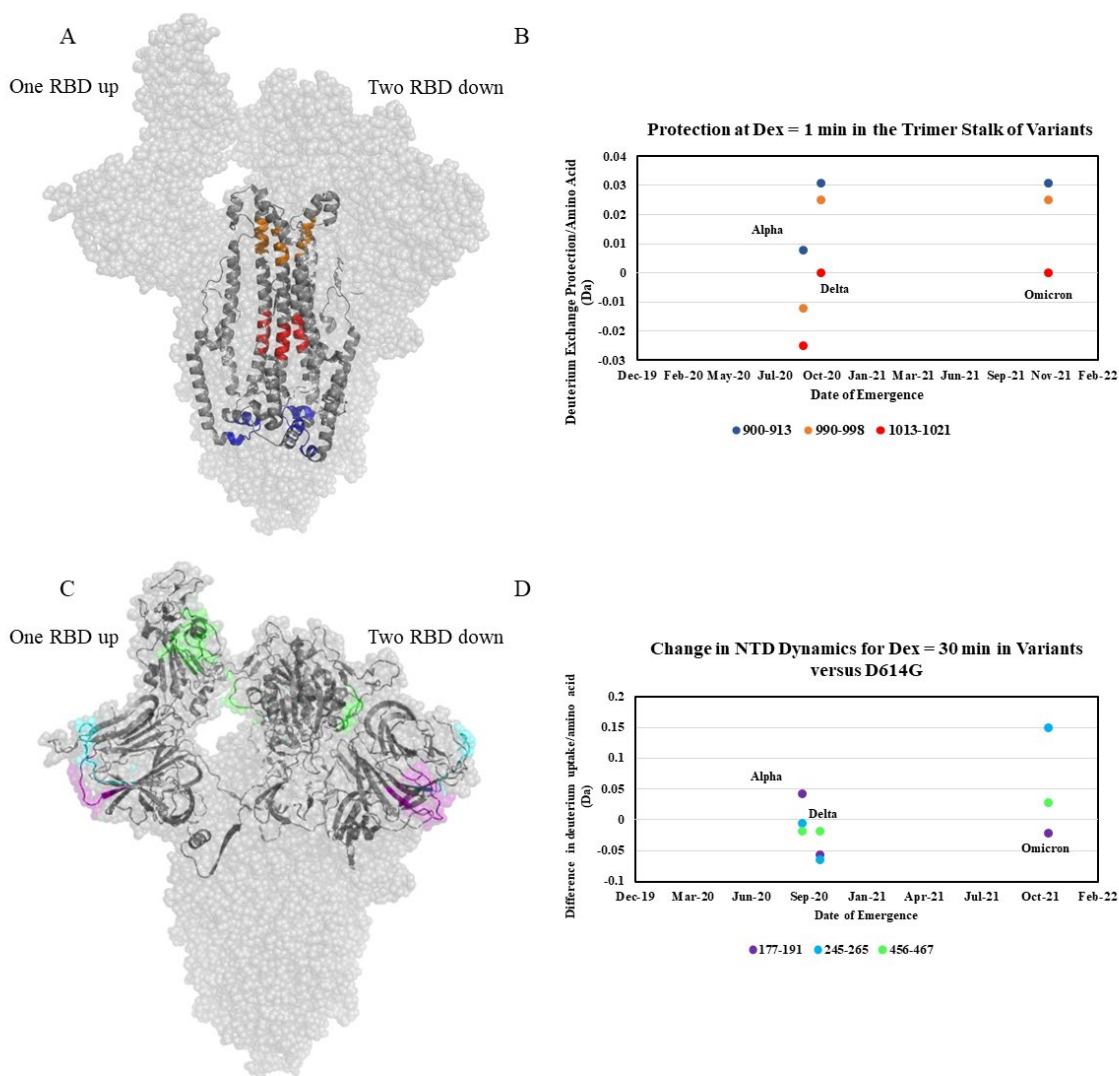 A
B
One RBD up
Two RBD down
Protection at Dex = 1 min in the Trimer Stalk of Variants
Deuterium Exchange Protection/Amino Acid
(Da)
0.04
0.03
0.02
0.01
0
-0.01
-0.02
-0.03
Alpha
Delta
Omicron
Dec-19 Feb-20 May-20 Jul-20 Oct-20 Jan-21 Mar-21 Jun-21 Sep-21 Nov-21 Feb-22
Date of Emergence
900-913 990-998 1013-1021
C
D
One RBD up
Two RBD down
Change in NTD Dynamics for Dex = 30 min in Variants
versus D614G
Difference in deuterium uptake/amino acid
(Da)
0.2
0.15
0.1
0.05
0
-0.05
-0.1
Alpha
Delta
Omicron
Dec-19 Mar-20 Jun-20 Sep-20 Jan-21 Apr-21 Jul-21 Oct-21 Feb-22
Date of Emergence
177-191 245-265 456-467